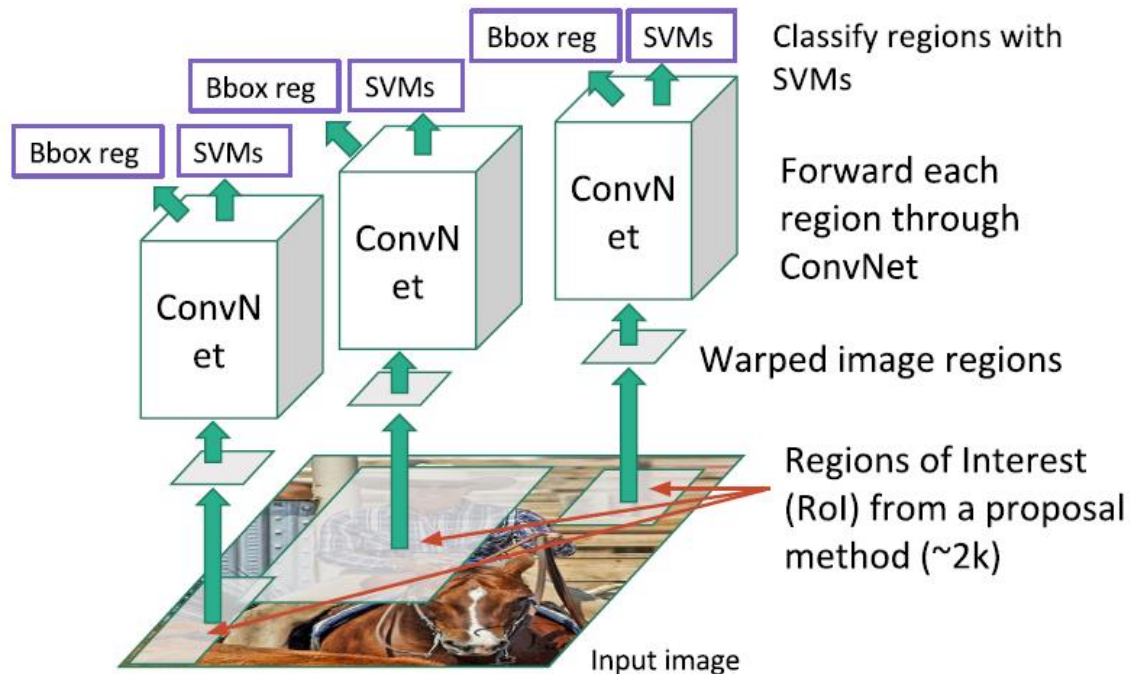 Bbox reg
SVMs
Classify regions with
SVMs
Bbox reg
SVMs
Bbox reg
SVMs
ConvN
et
Forward each
region through
ConvNet
ConvN
et
ConvN
et
Warped image regions
Regions of Interest
(RoI) from a proposal
method (~2k)
Input image